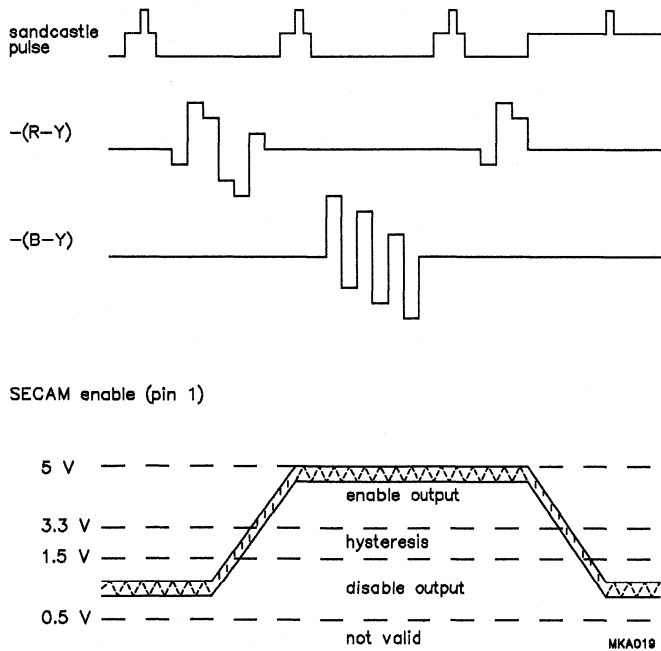 sandcastle
pulse
-(R-Y)
-(B-Y)
SECAM enable (pin 1)
5 V
enable output
3.3 V
hysteresis
1.5 V
disable output
0.5 V
not valid
MKA019